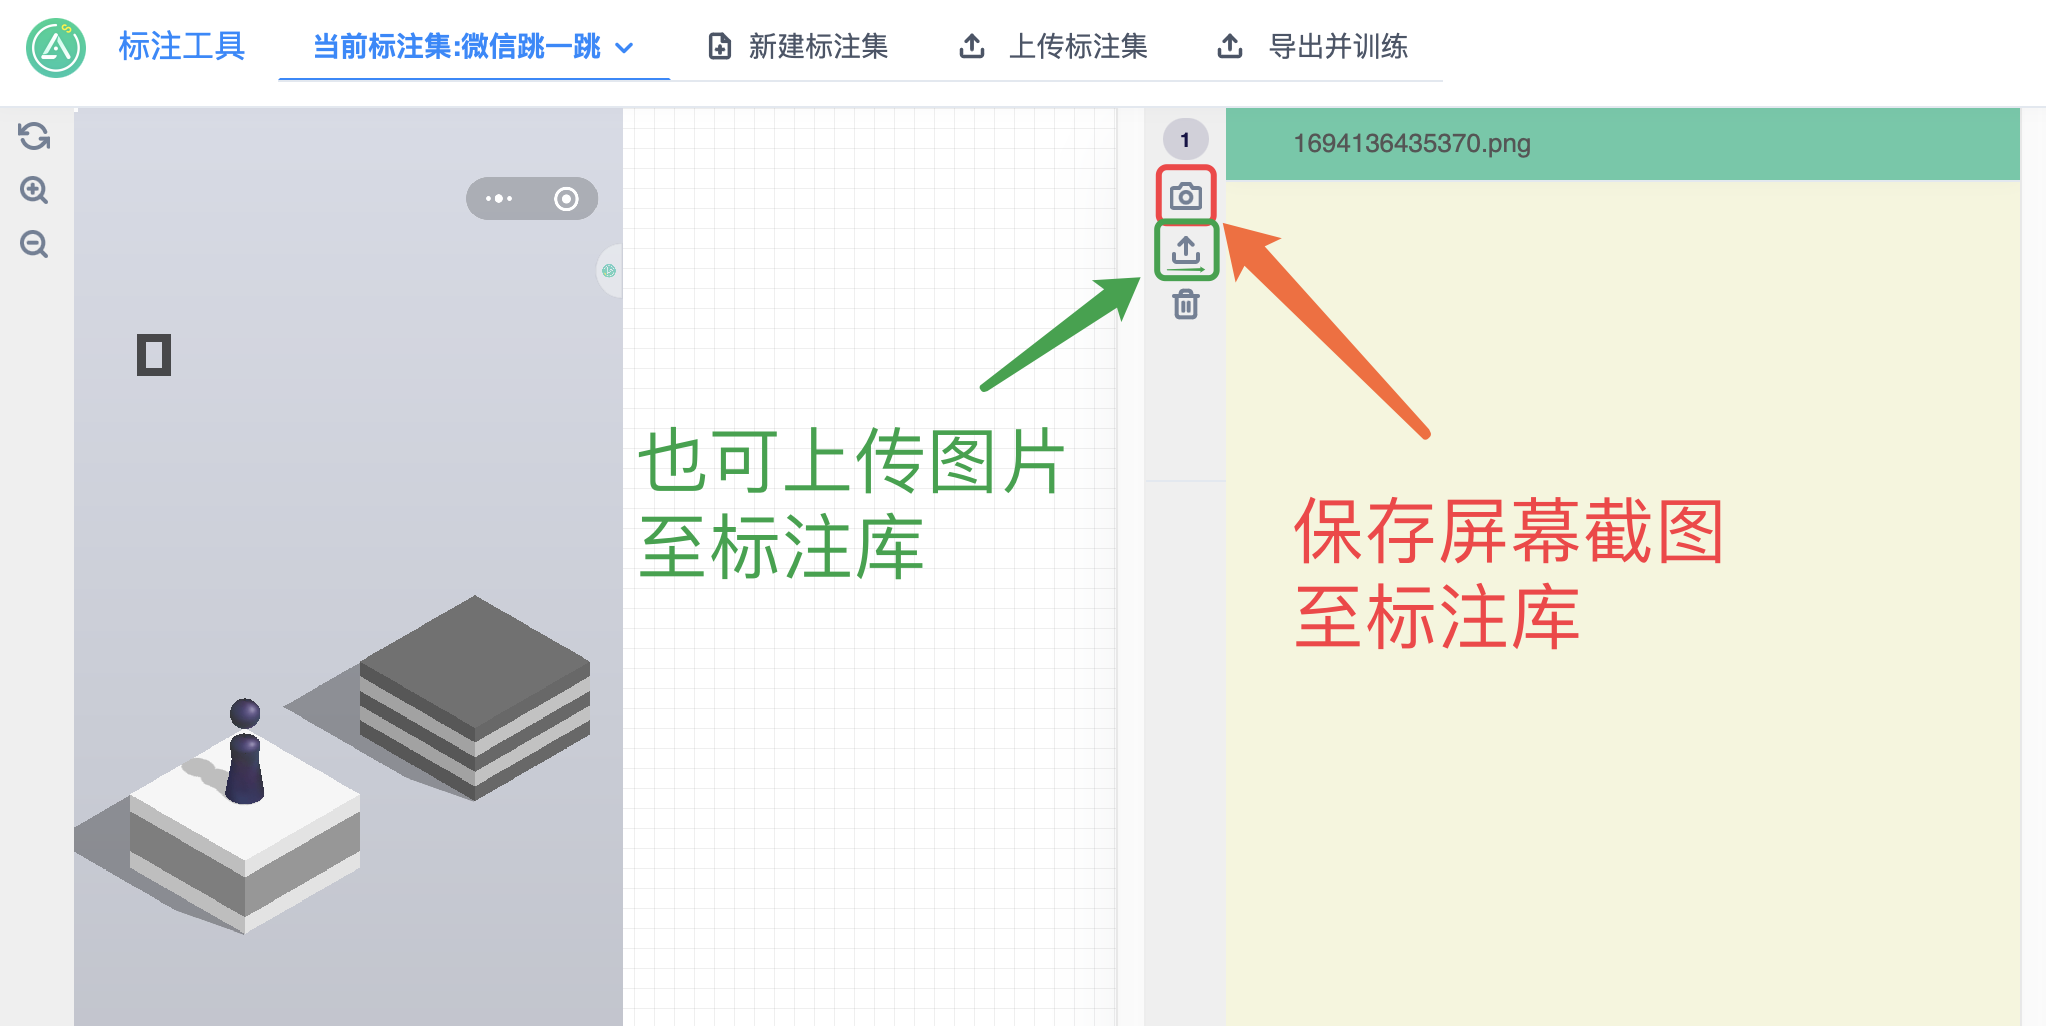 标注工具
当前标注集:微信跳一跳
新建标注集
上传标注集
导出并训练
1
1694136435370.png
0
也可上传图片
至标注库
保存屏幕截图
至标注库